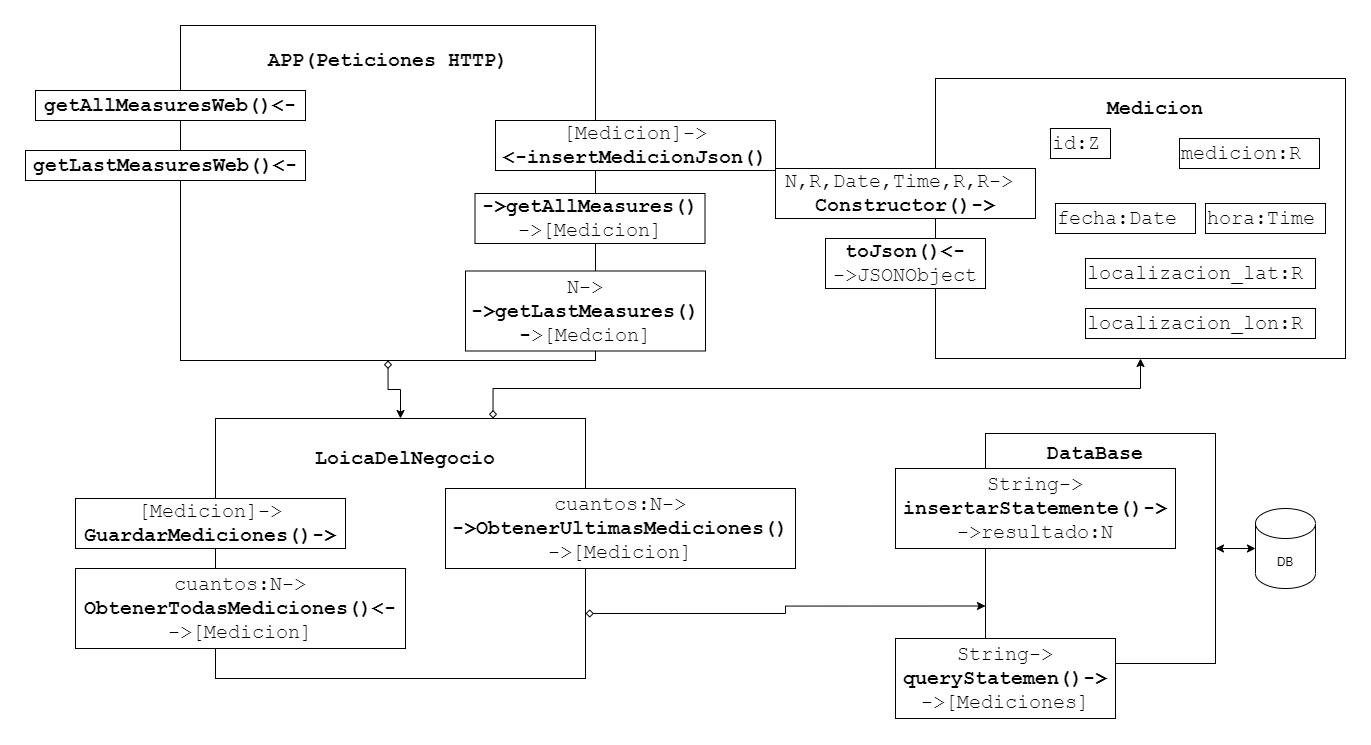 APP(Peticiones HTTP)
getAllMeasuresWeb()<-
getLastMeasuresWeb()<-
[Medicion]->
<-insertMedicionJson()
->getAllMeasures()
->[Medicion]
N->
->getLastMeasures()
->[Medcion]
Medicion
id:Z
medicion:R
N,R,Date,Time,R,R->
Constructor()->
fecha:Date
hora:Time
toJson()<-
->JSONObject
localizacion_lat:R
localizacion_lon:R
LoicaDelNegocio
[Medicion]->
GuardarMediciones()->
cuantos:N->
->ObtenerUltimasMediciones()
->[Medicion]
cuantos:N->
ObtenerTodasMediciones()<-
->[Medicion]
DataBase
String->
insertarStatemente()->
->resultado:N
DB
String->
queryStatemen()->
->[Mediciones]